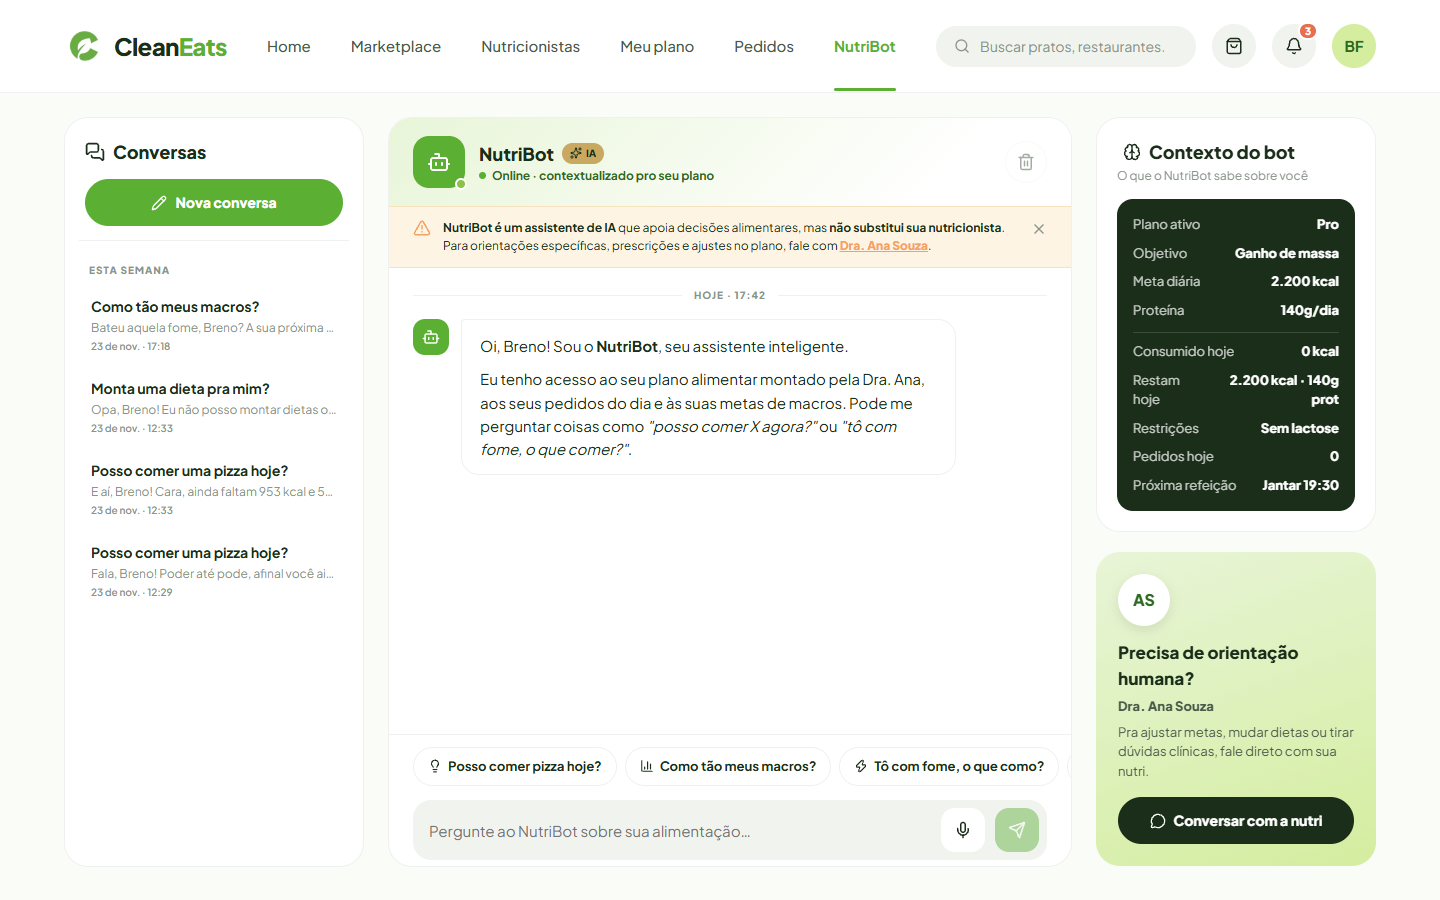 CleanEats
Home
Marketplace
Nutricionistas
Meu plano
Pedidos
NutriBot
Buscar pratos, restaurantes.
3
BF
Conversas
Nova conversa
ESTA SEMANA
Como tão meus macros?
Bateu aquela fome, Breno? A sua próxima ...
23 de nov. · 17:18
Monta uma dieta pra mim?
Opa, Breno! Eu não posso montar dietas o...
23 de nov. · 12:33
Posso comer uma pizza hoje?
E aí, Breno! Cara, ainda faltam 953 kcal e 5...
23 de nov. · 12:33
Posso comer uma pizza hoje?
Fala, Breno! Poder até pode, afinal você ai...
23 de nov. · 12:29
NutriBot
IA
Online · contextualizado pro seu plano
NutriBot é um assistente de IA que apoia decisões alimentares, mas não substitui sua nutricionista.
Para orientações específicas, prescrições e ajustes no plano, fale com Dra. Ana Souza.
HOJE · 17:42
Oi, Breno! Sou o NutriBot, seu assistente inteligente.
Eu tenho acesso ao seu plano alimentar montado pela Dra. Ana,
aos seus pedidos do dia e às suas metas de macros. Pode me
perguntar coisas como "posso comer X agora?" ou "tô com
fome, o que comer?".
Posso comer pizza hoje?
Como tão meus macros?
Tô com fome, o que como?
Pergunte ao NutriBot sobre sua alimentação...
Contexto do bot
O que o NutriBot sabe sobre você
Plano ativo Pro
Objetivo Ganho de massa
Meta diária 2.200 kcal
Proteína 140g/dia
Consumido hoje 0 kcal
Restam 2.200 kcal · 140g
hoje prot
Restrições Sem lactose
Pedidos hoje 0
Próxima refeição Jantar 19:30
AS
Precisa de orientação
humana?
Dra. Ana Souza
Pra ajustar metas, mudar dietas ou tirar
dúvidas clínicas, fale direto com sua
nutri.
Conversar com a nutri